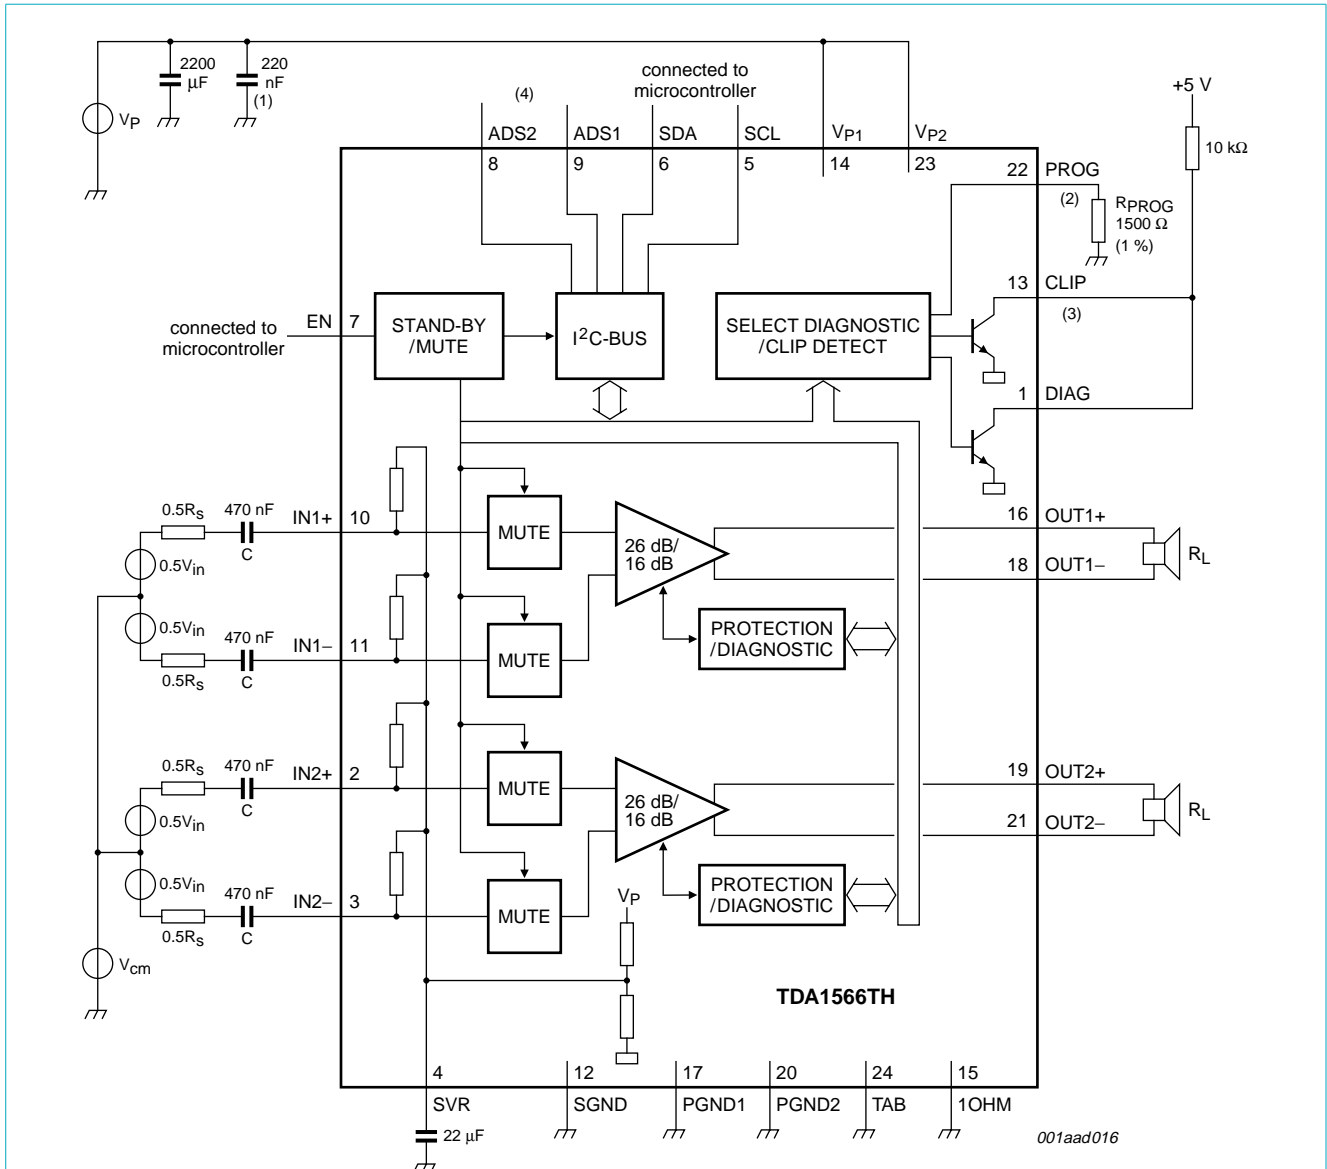 2200
µF
220
nF
(1)
VP
(4)
connected to
microcontroller
+5 V
10 kΩ
ADS2
ADS1
SDA
SCL
VP1
VP2
8
9
6
5
14
23
22
PROG
(2)
RPROG
1500 Ω
(1 %)
13
CLIP
(3)
connected to
microcontroller
EN
7
STAND-BY
/MUTE
I2C-BUS
SELECT DIAGNOSTIC
/CLIP DETECT
1
DIAG
0.5Rs
470 nF
C
IN1+
10
MUTE
26 dB/
16 dB
16
OUT1+
18
OUT1−
RL
0.5Vin
0.5Vin
0.5Rs
470 nF
C
IN1−
11
MUTE
PROTECTION
/DIAGNOSTIC
0.5Rs
470 nF
C
IN2+
2
MUTE
26 dB/
16 dB
19
OUT2+
21
OUT2−
RL
0.5Vin
0.5Vin
0.5Rs
470 nF
C
IN2−
3
MUTE
PROTECTION
/DIAGNOSTIC
VP
Vcm
TDA1566TH
4
12
17
20
24
15
SVR
SGND
PGND1
PGND2
TAB
1OHM
22 µF
001aad016